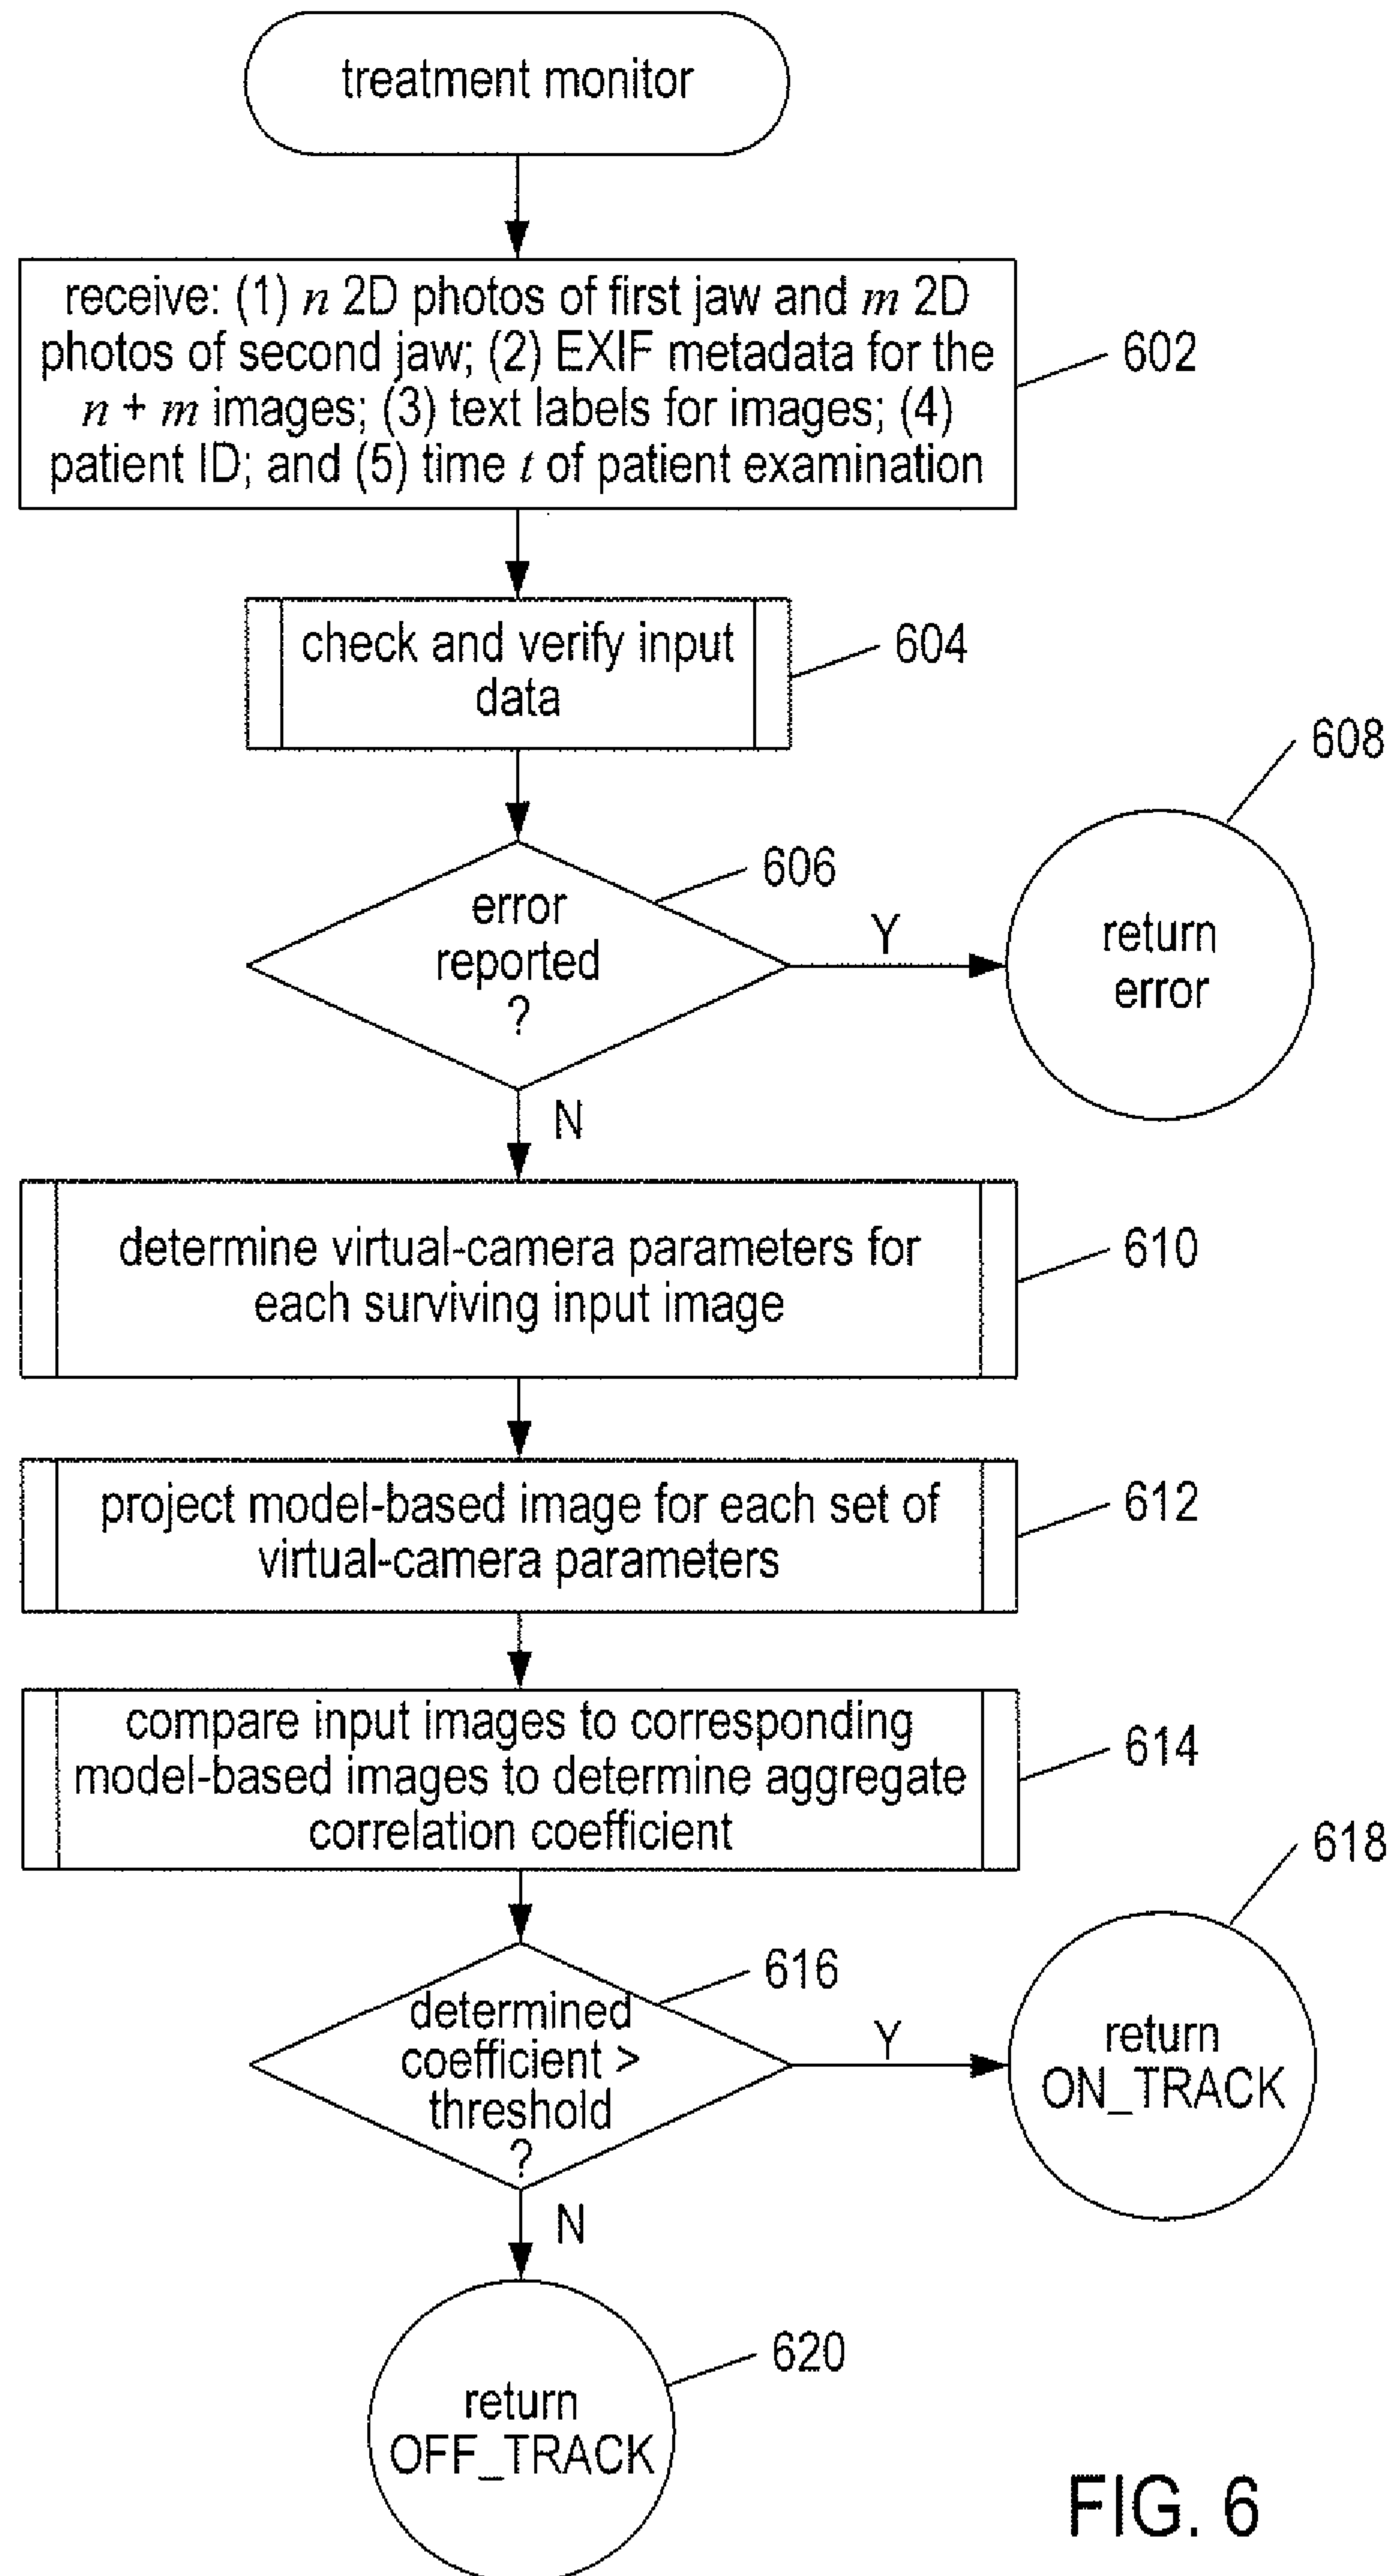 treatment monitor
receive: (1) n 2D photos of first jaw and m 2D
photos of second jaw; (2) EXIF metadata for the
n + m images; (3) text labels for images; (4)
patient ID; and (5) time t of patient examination
602
check and verify input
data
604
608
606
error
reported
?
Y
return
error
N
determine virtual-camera parameters for
each surviving input image
610
project model-based image for each set of
virtual-camera parameters
612
compare input images to corresponding
model-based images to determine aggregate
correlation coefficient
614
618
616
determined
coefficient >
threshold
?
Y
return
ON_TRACK
N
620
return
OFF_TRACK
FIG. 6